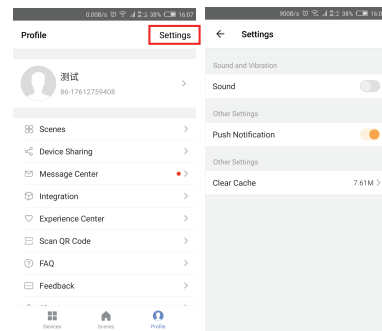 0.00B/s 38% 16:07
Profile
Settings
测试
86-17612759408
Scenes
Device Sharing
Message Center
Integration
Experience Center
Scan QR Code
FAQ
Feedback
Devices
Scenes
Profile
900B/s 38% 16:0
Settings
Sound and Vibration
Sound
Other Settings
Push Notification
Other Settings
Clear Cache
7.61M